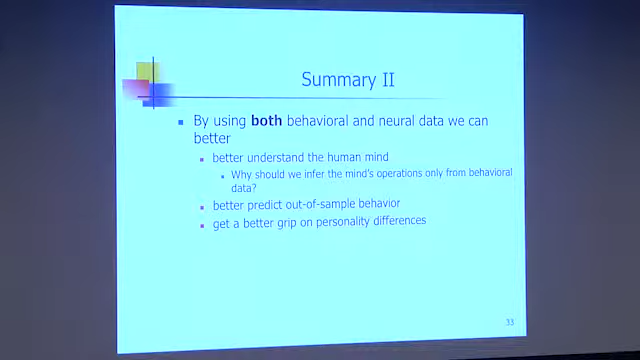 Summary II
By using both behavioral and neural data we can
better
better understand the human mind
Why should we infer the mind's operations only from behavioral
data?
better predict out-of-sample behavior
get a better grip on personality differences
33